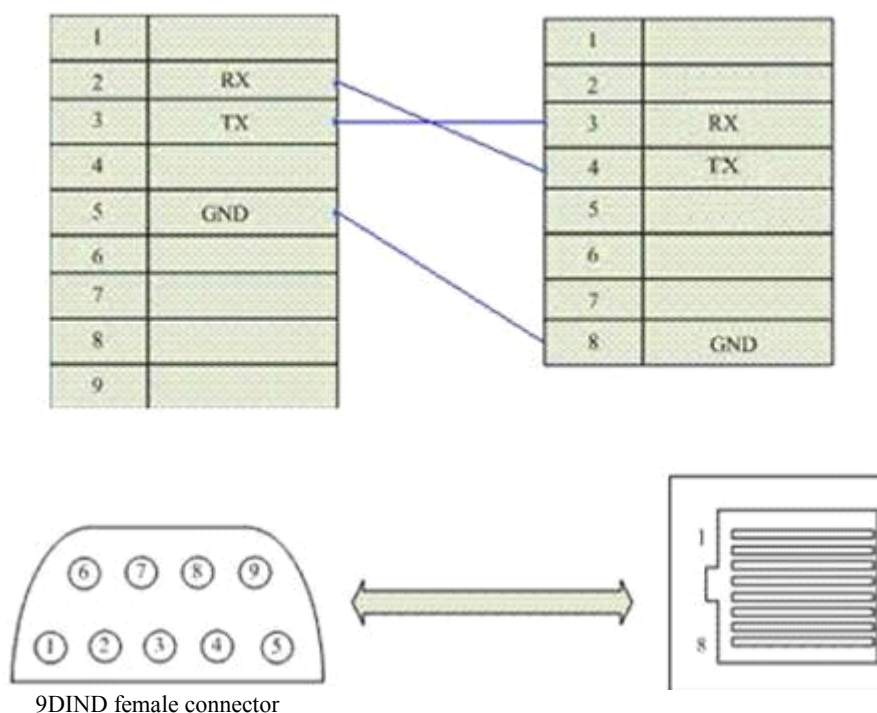 1
2 RX
3 TX
4
5 GND
6
7
8
9
1
2
3 RX
4 TX
5
6
7
8 GND
6 7 8 9
1 2 3 4 5
1
8
9DIND female connector